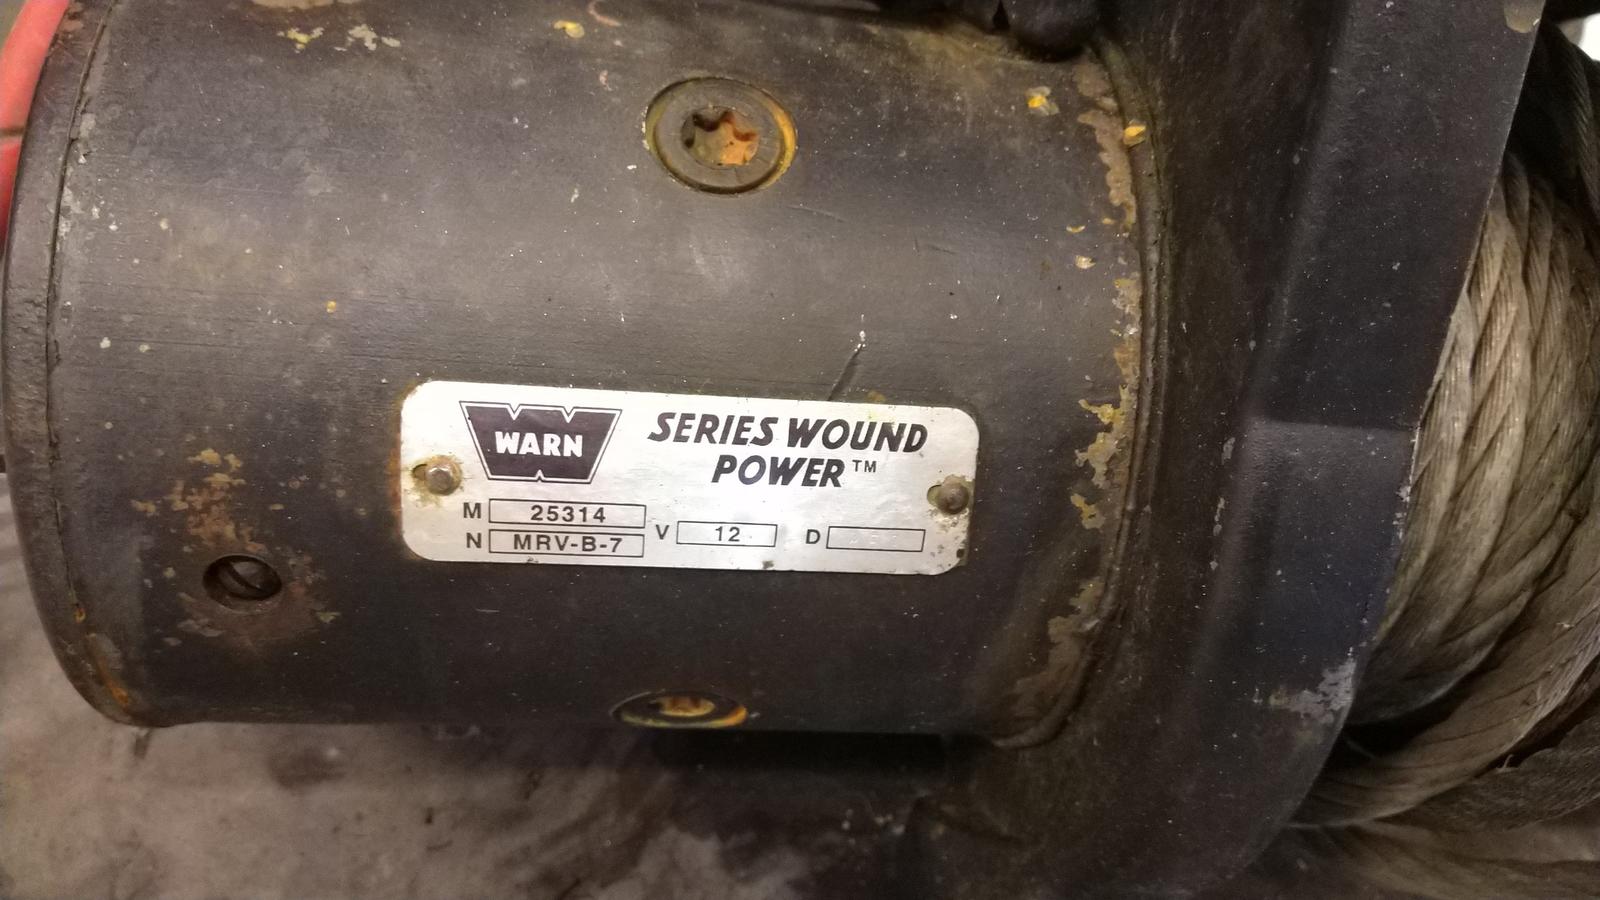 WARN
SERIES WOUND
POWER™
M 25314
N MRV-B-7
V 12
D